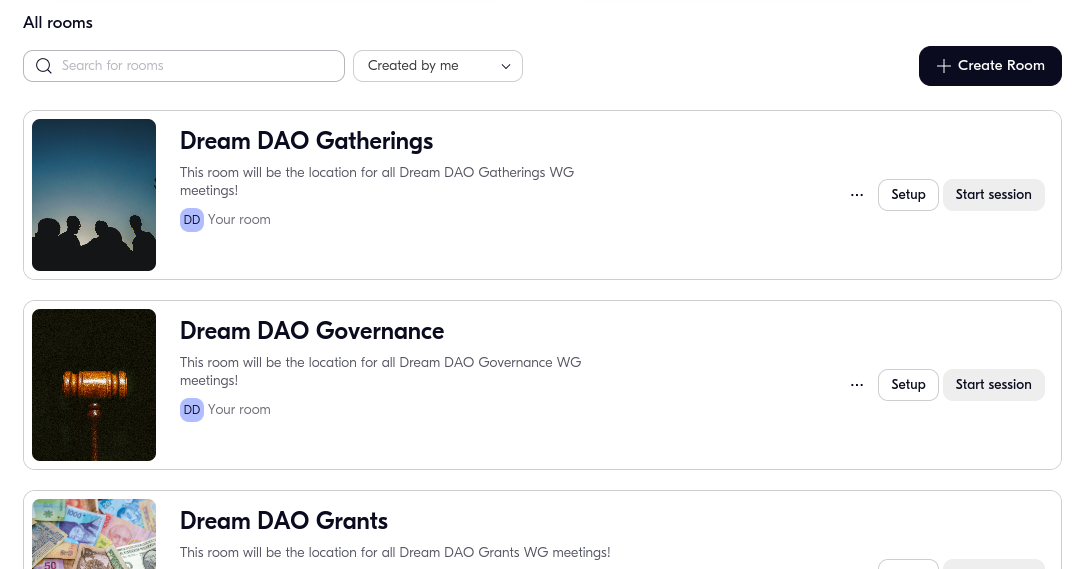 All rooms
Search for rooms
Created by me
Create Room
Dream DAO Gatherings
This room will be the location for all Dream DAO Gatherings WG
meetings!
DD Your room
... Setup Start session
Dream DAO Governance
This room will be the location for all Dream DAO Governance WG
meetings!
DD Your room
... Setup Start session
Dream DAO Grants
This room will be the location for all Dream DAO Grants WG meetings!